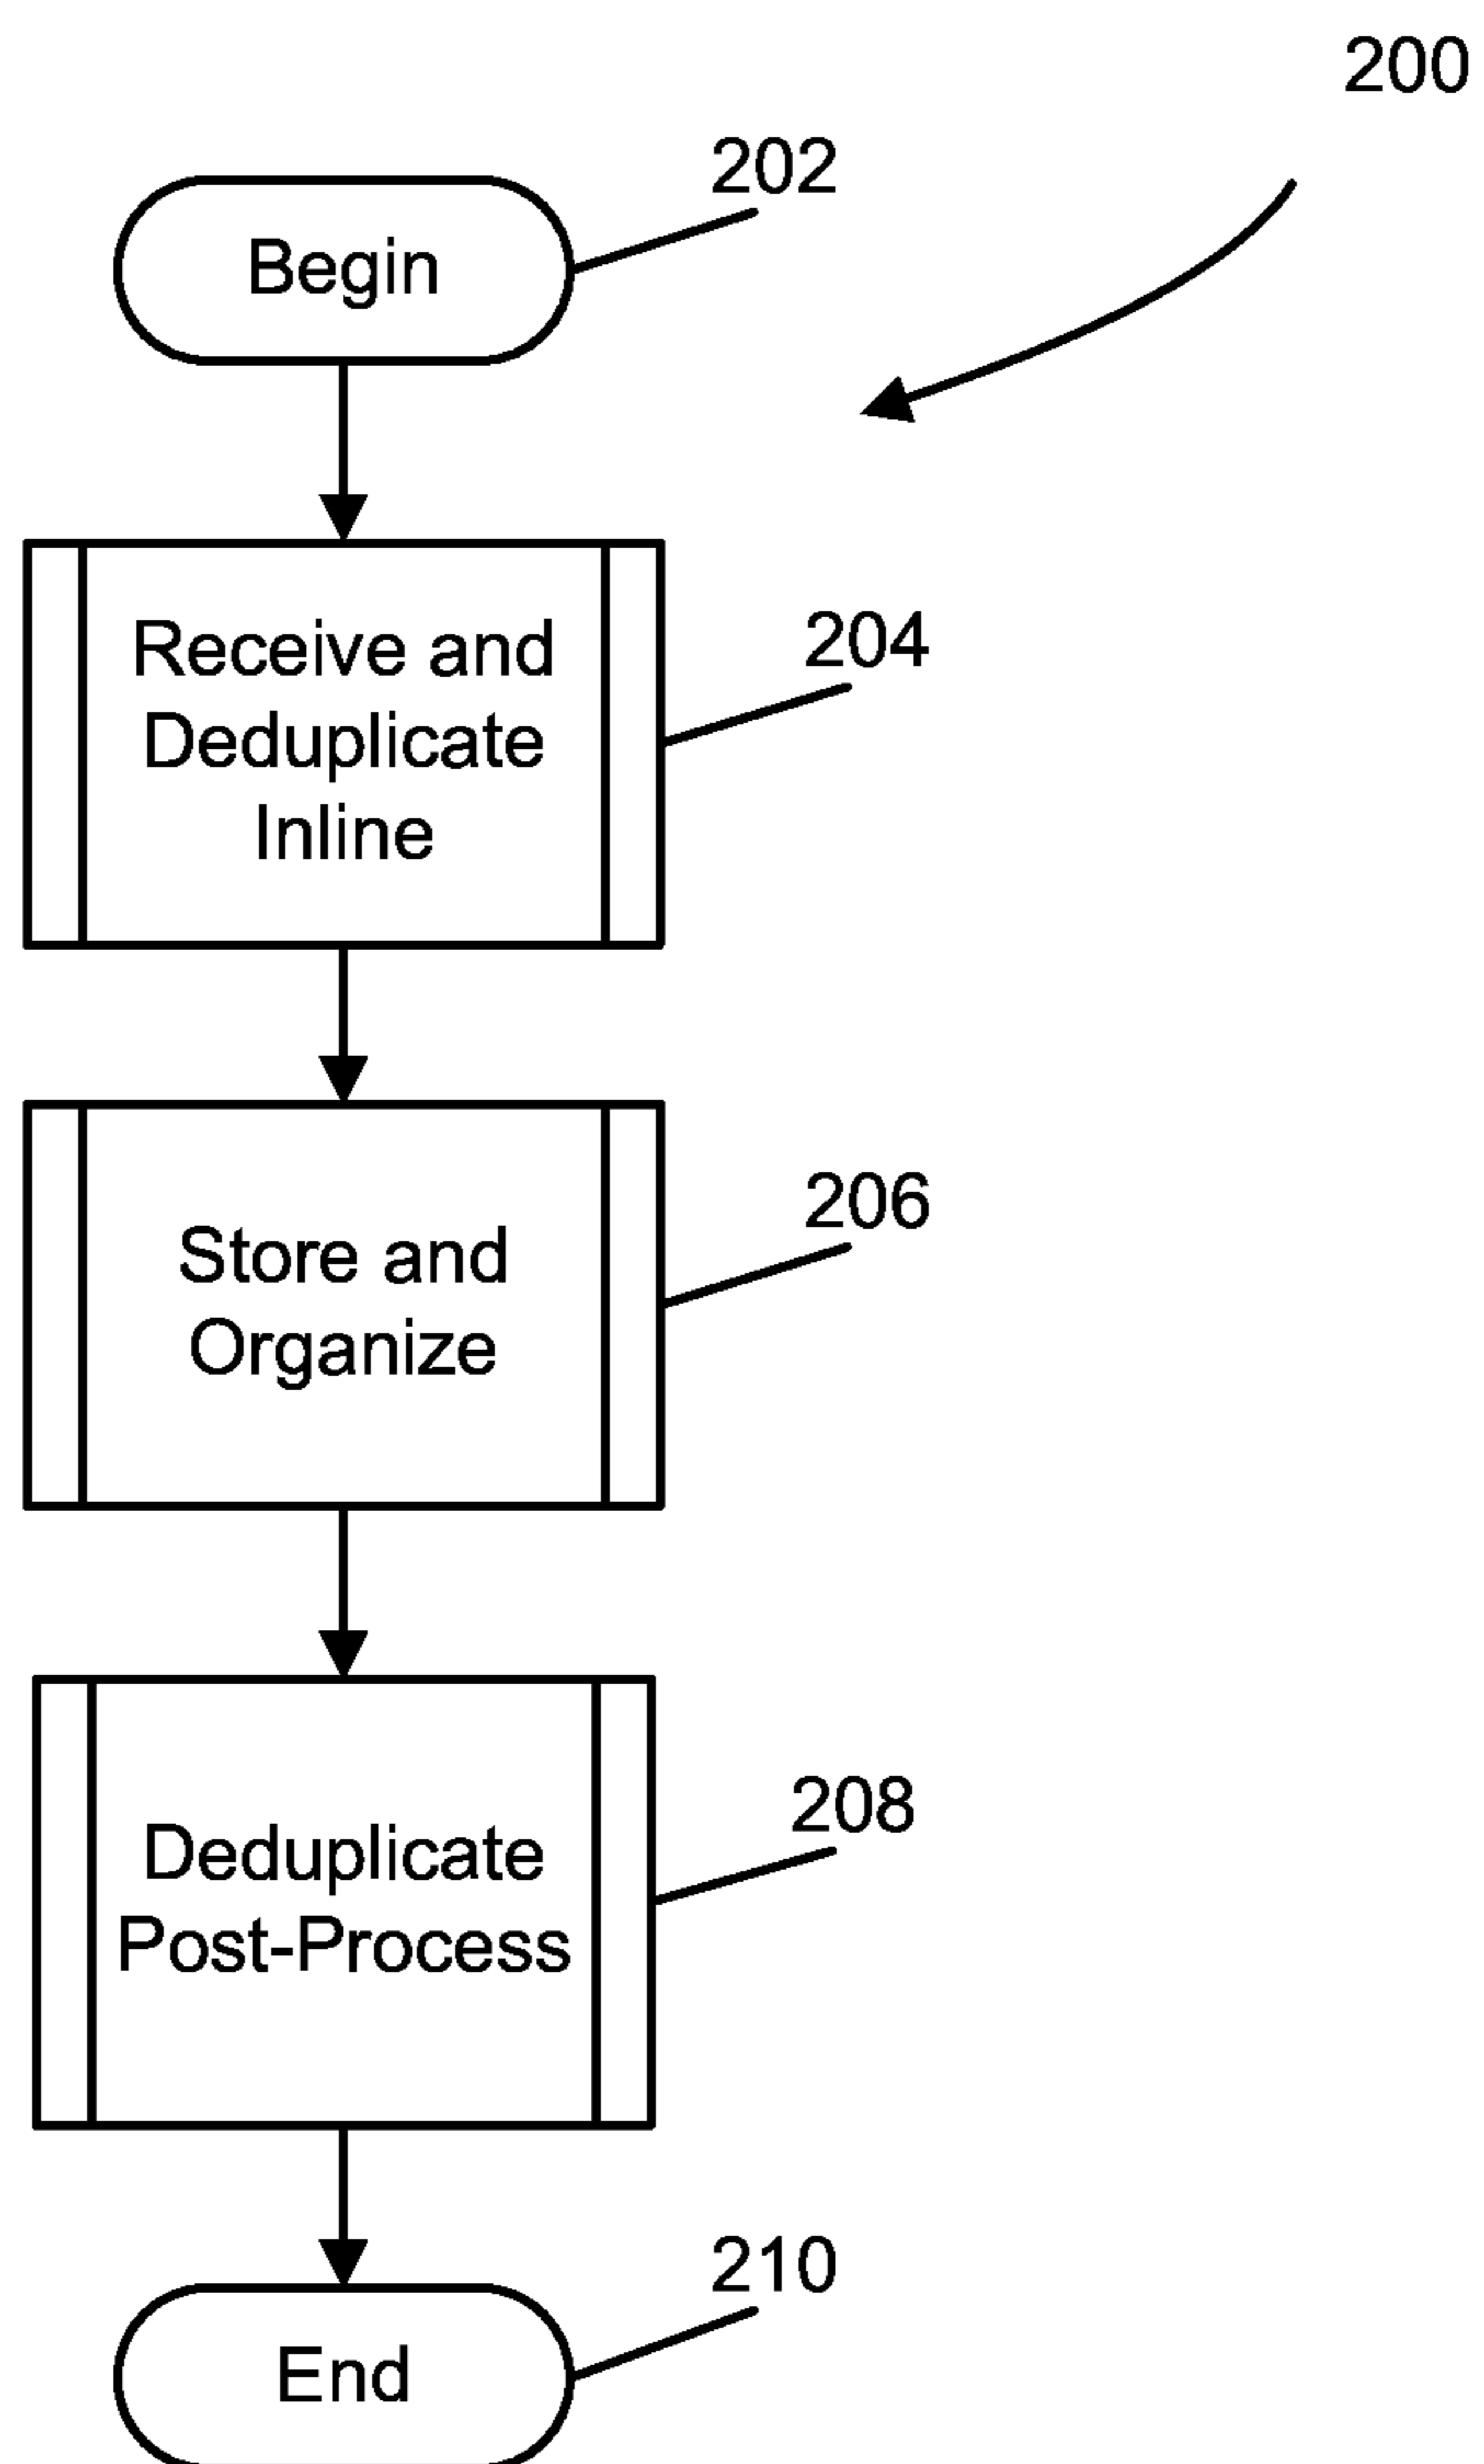 200
202
Begin
204
Receive and
Deduplicate
Inline
206
Store and
Organize
208
Deduplicate
Post-Process
210
End